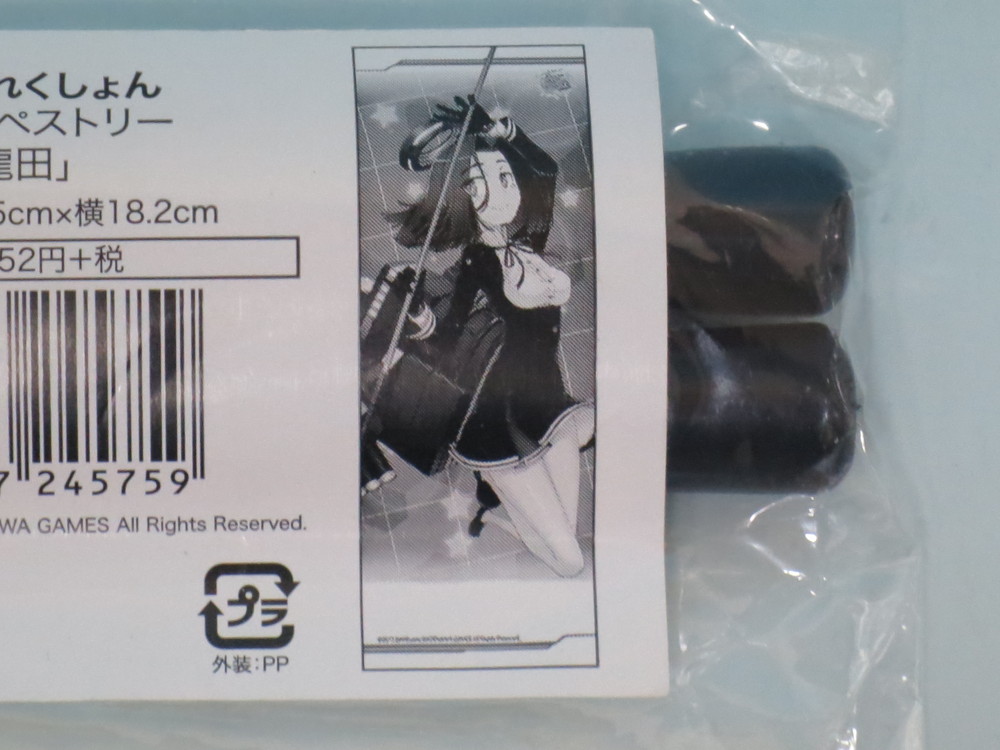 れくしょん
ペストリー
龍田」
5cm×横18.2cm
52円+税
7 245759
WA GAMES All Rights Reserved.
プラ
外装:PP